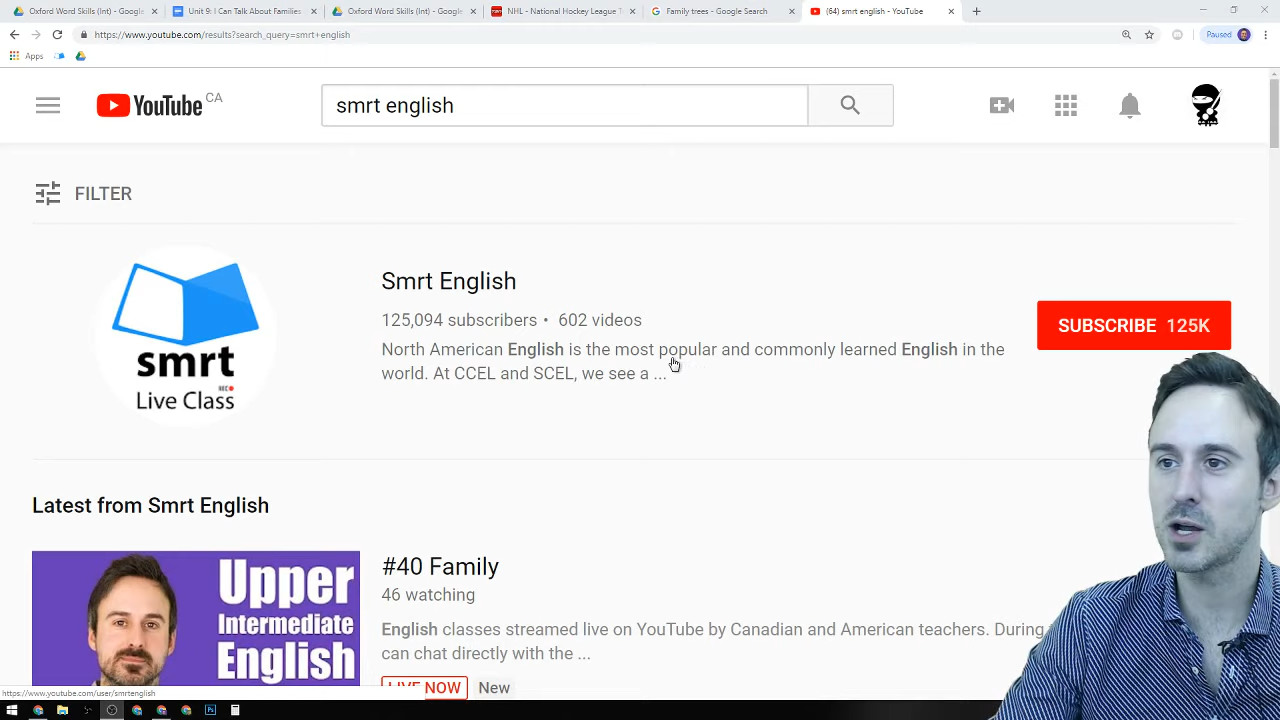 Oxford Word Skills (Int) - Google
Unit 9: I Can Talk About Families
Oxford Word Skills (Int) - Google
NHL - National Hockey League T
Family trees - Google Search
(64) smrt english - YouTube
https://www.youtube.com/results?search_query=smrt+english
Paused
Apps
YouTube CA
smrt english
FILTER
smrt
REC
Live Class
Smrt English
125,094 subscribers • 602 videos
North American English is the most popular and commonly learned English in the
world. At CCEL and SCEL, we see a ...
SUBSCRIBE 125K
Latest from Smrt English
Upper
Intermediate
English
#40 Family
46 watching
English classes streamed live on YouTube by Canadian and American teachers. During
can chat directly with the ...
LIVE NOW
New
https://www.youtube.com/user/smrtenglish